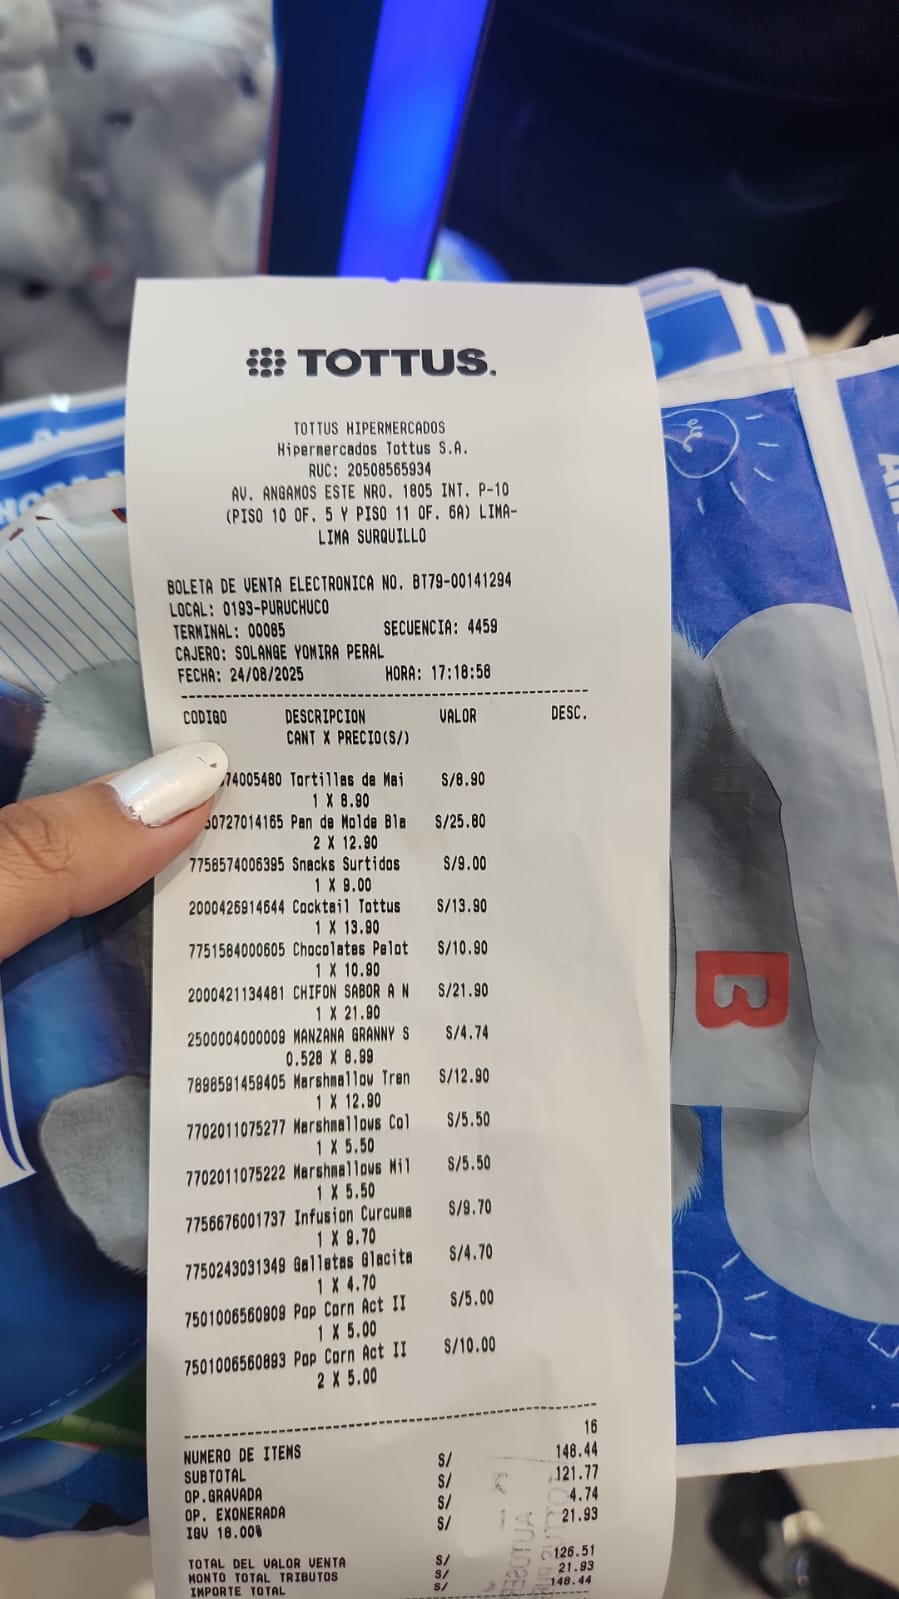 TOTTUS.
TOTTUS HIPERMERCADOS
Hipermercados Tottus S.A.
RUC: 20508565934
AV. ANGAMOS ESTE NRO. 1805 INT. P-10
(PISO 10 OF. 5 Y PISO 11 OF. 6A) LIMA-
LIMA SURQUILLO
BOLETA DE VENTA ELECTRONICA NO. BT79-00141294
LOCAL: 0193-PURUCHUCO
TERMINAL: 00085 SECUENCIA: 4459
CAJERO: SOLANGE YOMIRA PERAL
FECHA: 24/08/2025 HORA: 17:18:58
CODIGO DESCRIPCION VALOR DESC.
CANT X PRECIO(S/)
74005480 Tortillas de Mai S/8.90
1 X 8.90
0727014165 Pan de Molde Bla S/25.80
2 X 12.90
7758574006395 Snacks Surtidos S/9.00
1 X 9.00
2000426914644 Cocktail Tottus S/13.90
1 X 13.90
7751584000605 Chocolates Pelot S/10.90
1 X 10.90
2000421134481 CHIFON SABOR A N S/21.90
1 X 21.90
2500004000009 MANZANA GRANNY S S/4.74
0.528 X 8.99
7898591459405 Marshmallow Tren S/12.90
1 X 12.90
7702011075277 Marshmallows Col S/5.50
1 X 5.50
7702011075222 Marshmallows Mil S/5.50
1 X 5.50
7756676001737 Infusion Curcuma S/9.70
1 X 9.70
7750243031349 Galletas Glacita S/4.70
1 X 4.70
7501006560909 Pop Corn Act II S/5.00
1 X 5.00
7501006560893 Pop Corn Act II S/10.00
2 X 5.00
NUMERO DE ITEMS 16
SUBTOTAL S/ 148.44
OP.GRAVADA S/ 121.77
OP. EXONERADA S/ 4.74
IGV 18.00% S/ 21.93
TOTAL DEL VALOR VENTA S/ 126.51
MONTO TOTAL TRIBUTOS S/ 21.93
IMPORTE TOTAL S/ 148.44
B